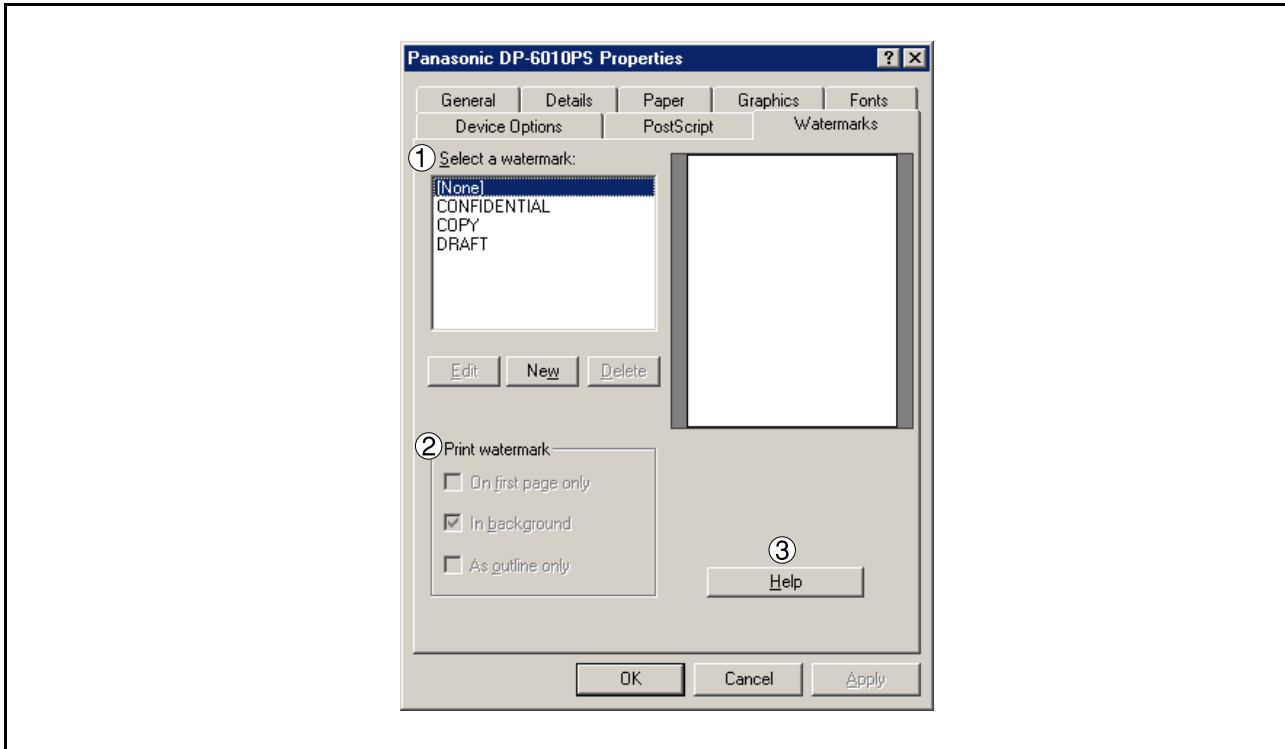 Panasonic DP-6010PS Properties
General Details Paper Graphics Fonts
Device Options PostScript Watermarks
① Select a watermark:
[None]
CONFIDENTIAL
COPY
DRAFT
Edit New Delete
② Print watermark
On first page only
In background
As outline only
③
Help
OK Cancel Apply